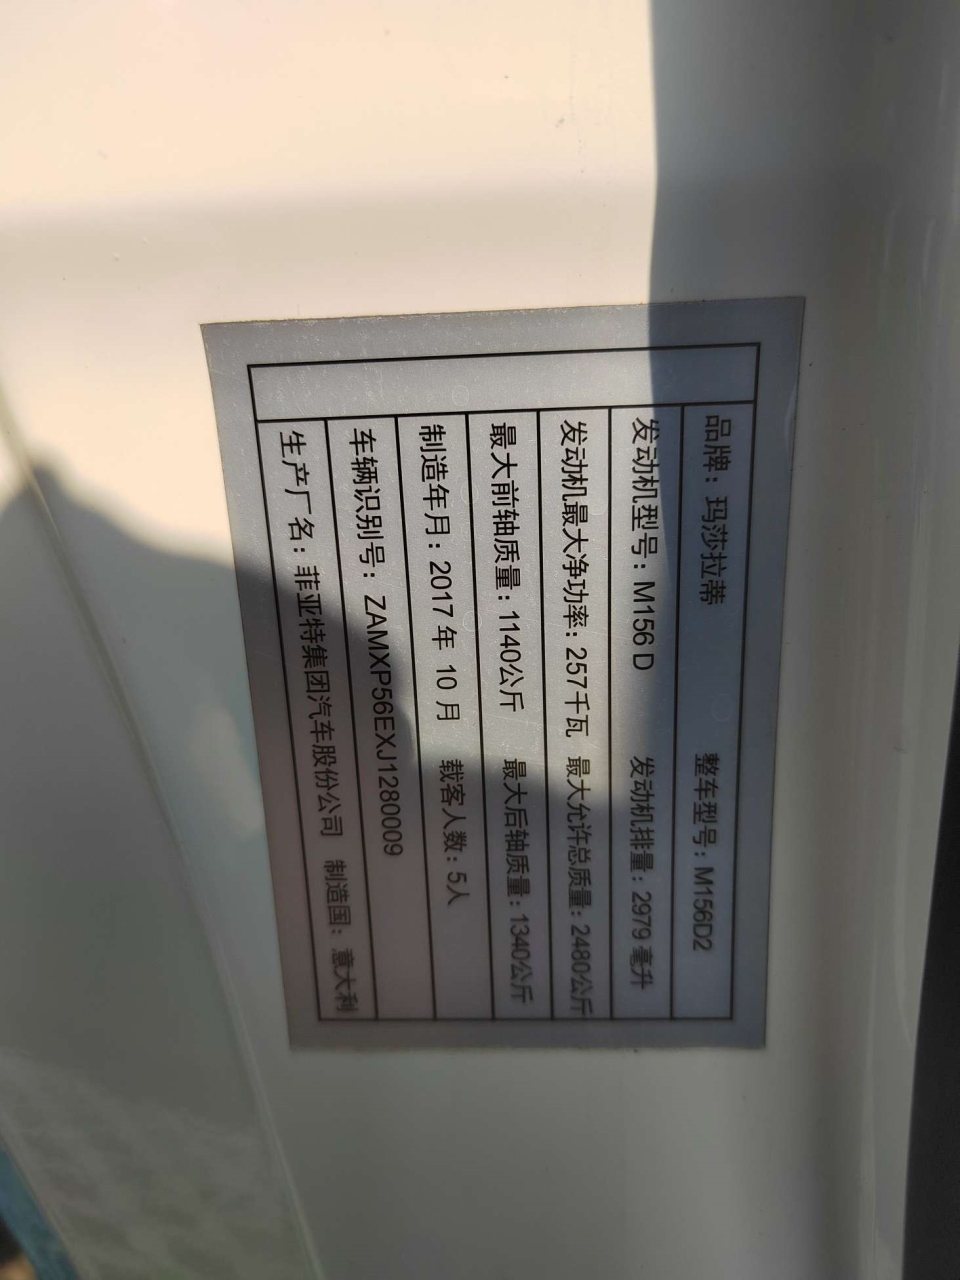 品牌：玛莎拉蒂 整车型号：M156D2
发动机型号：M156 D 发动机排量：2979 毫升
发动机最大净功率：257千瓦 最大允许总质量：2480公斤
最大前轴质量：1140公斤 最大后轴质量：1340公斤
制造年月：2017 年 10 月 载客人数：5人
车辆识别号：ZAMXP56EXJ1280009
生产厂名：菲亚特集团汽车股份公司 制造国：意大利